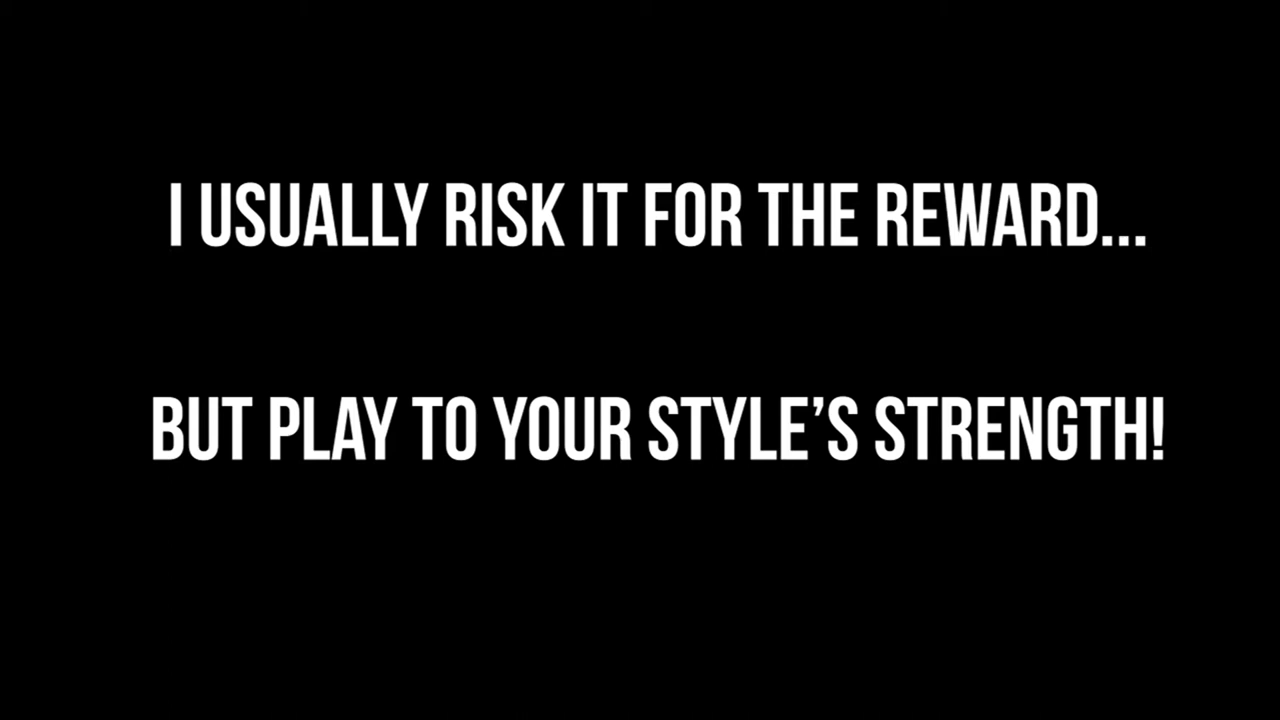 I USUALLY RISK IT FOR THE REWARD...
BUT PLAY TO YOUR STYLE’S STRENGTH!